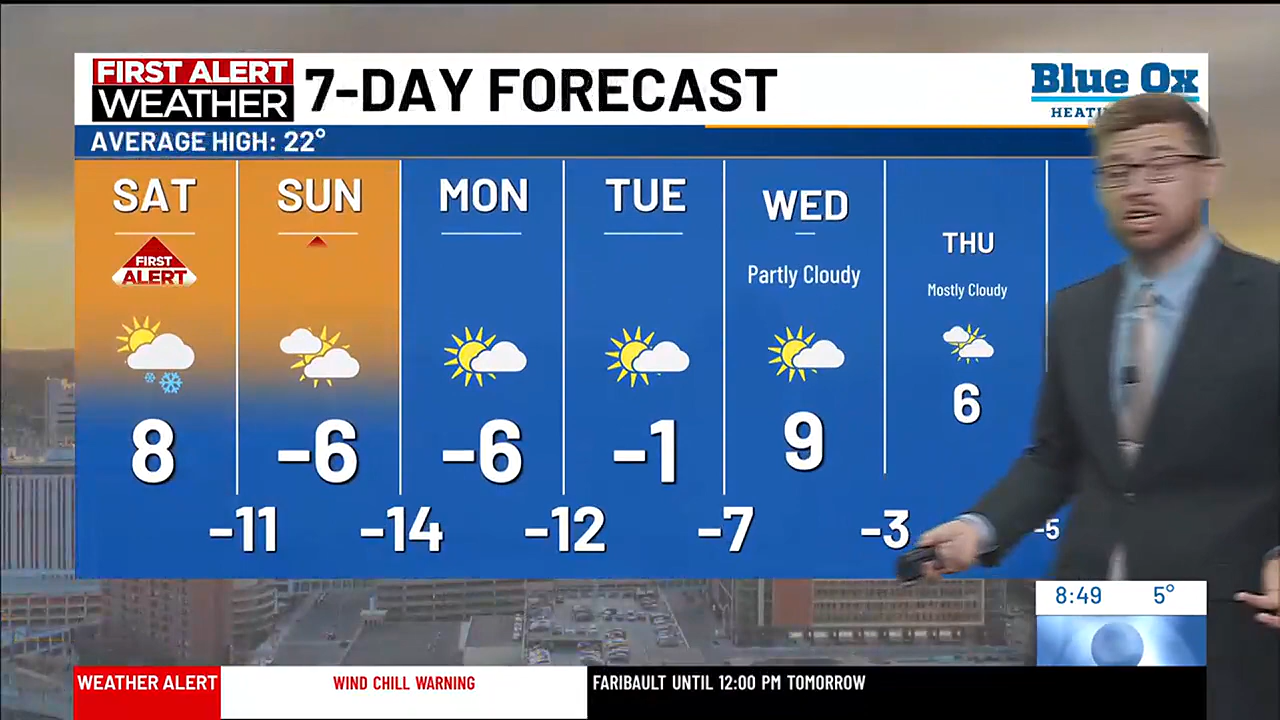 FIRST ALERT
WEATHER
7-DAY FORECAST
Blue Ox
AVERAGE HIGH: 22°
SAT
SUN
MON
TUE
WED
THU
FIRST
ALERT
Partly Cloudy
Mostly Cloudy
8
-6
-6
-1
9
6
-11
-14
-12
-7
-3
-5
8:49
5°
WEATHER ALERT
WIND CHILL WARNING
FARIBAULT UNTIL 12:00 PM TOMORROW